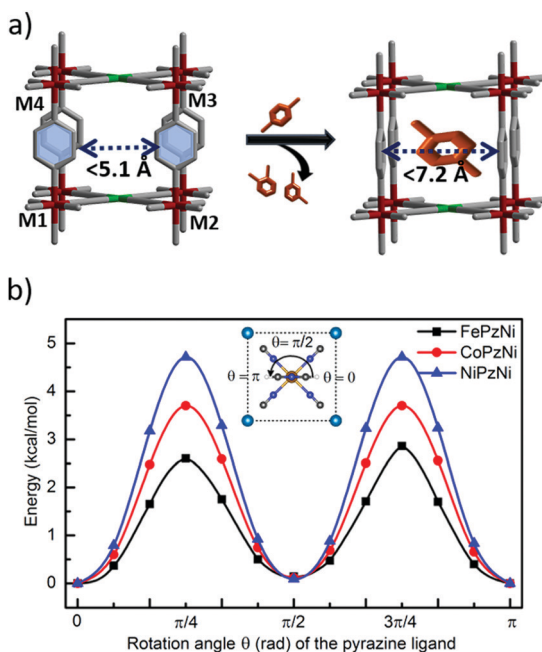 a)
M4
M3
<5.1 Å
M1
M2
<7.2 Å
b)
FePzNi
CoPzNi
NiPzNi
θ= π/2
θ= π
θ=0
Energy (kcal/mol)
5
4
3
2
1
0
0
π/4
π/2
3π/4
π
Rotation angle θ (rad) of the pyrazine ligand